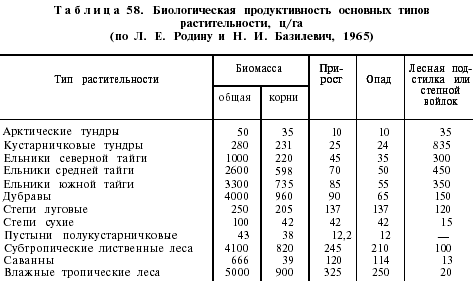 Таблица 58. Биологическая продуктивность основных типов
растительности, ц/га
(по Л. Е. Родину и Н. И. Базилевич, 1965)
Тип растительности Биомасса При- Опад Лесная под-
рост стилка или
общая корни степной
войлок
Арктические тундры 50 35 10 10 35
Кустарничковые тундры 280 231 25 24 835
Ельники северной тайги 1000 220 45 35 300
Ельники средней тайги 2600 598 70 50 450
Ельники южной тайги 3300 735 85 55 350
Дубравы 4000 960 90 65 150
Степи луговые 250 205 137 137 120
Степи сухие 100 42 42 42 15
Пустыни полукустарничковые 43 38 12,2 12 —
Субтропические лиственные леса 4100 820 245 210 100
Саванны 666 39 120 114 13
Влажные тропические леса 5000 900 325 250 20